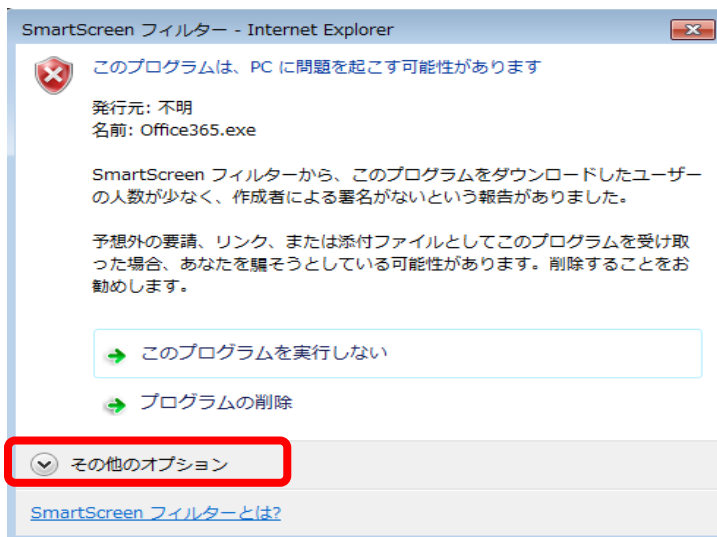 SmartScreen フィルター - Internet Explorer
このプログラムは、PC に問題を起こす可能性があります
発行元: 不明
名前: Office365.exe
SmartScreen フィルターから、このプログラムをダウンロードしたユーザー
の人数が少なく、作成者による署名がないという報告がありました。
予想外の要請、リンク、または添付ファイルとしてこのプログラムを受け取
った場合、あなたを騙そうとしている可能性があります。削除することをお
勧めします。
このプログラムを実行しない
プログラムの削除
その他のオプション
SmartScreen フィルターとは?